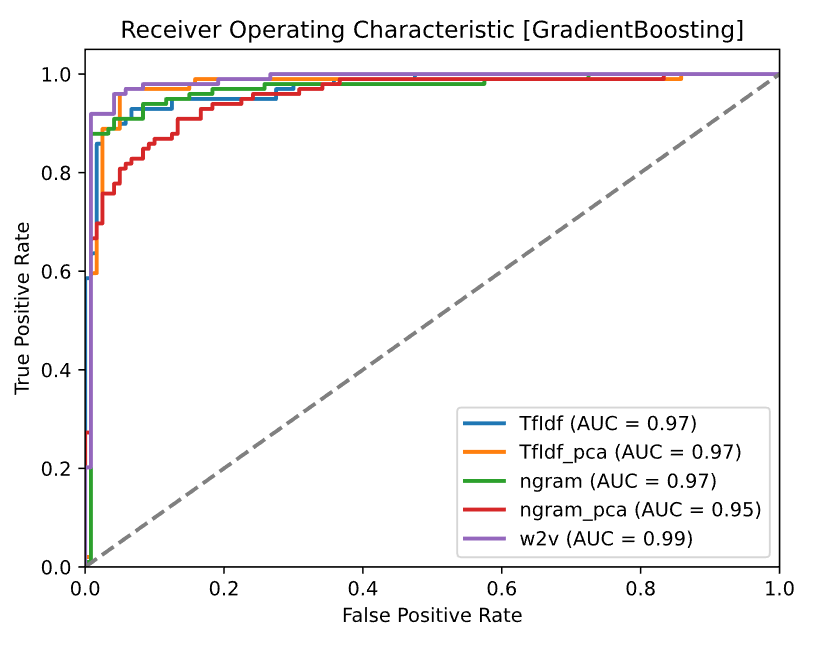 Receiver Operating Characteristic [GradientBoosting]
1.0
0.8
0.6
0.4
0.2
0.0
True Positive Rate
TfIdf (AUC = 0.97)
TfIdf_pca (AUC = 0.97)
ngram (AUC = 0.97)
ngram_pca (AUC = 0.95)
w2v (AUC = 0.99)
0.0 0.2 0.4 0.6 0.8 1.0
False Positive Rate